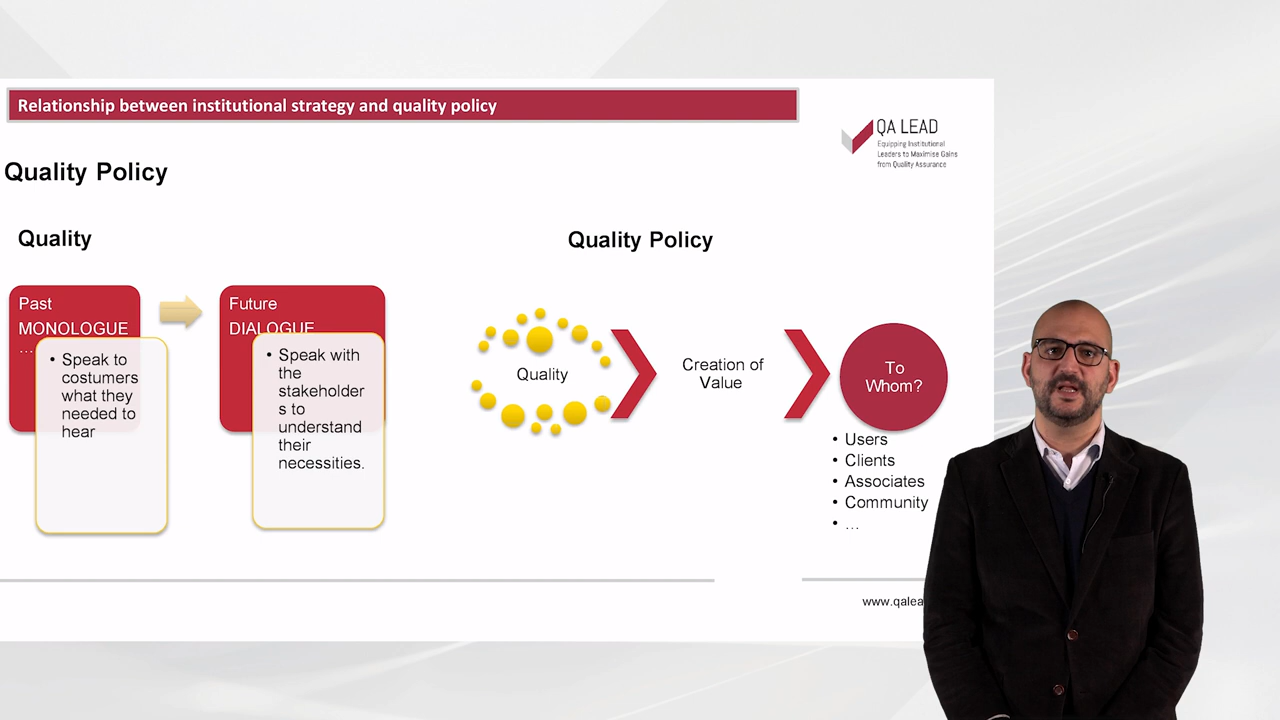 Relationship between institutional strategy and quality policy
QA LEAD
Equipping Institutional
Leaders to Maximise Gains
from Quality Assurance
Quality Policy
Quality
Past
MONOLOGUE
...
• Speak to
costumers
what they
needed to
hear
Future
DIALOGUE
• Speak with
the
stakeholder
s to
understand
their
necessities.
Quality Policy
Quality
Creation of
Value
To
Whom?
• Users
• Clients
• Associates
• Community
• ...
www.qalea